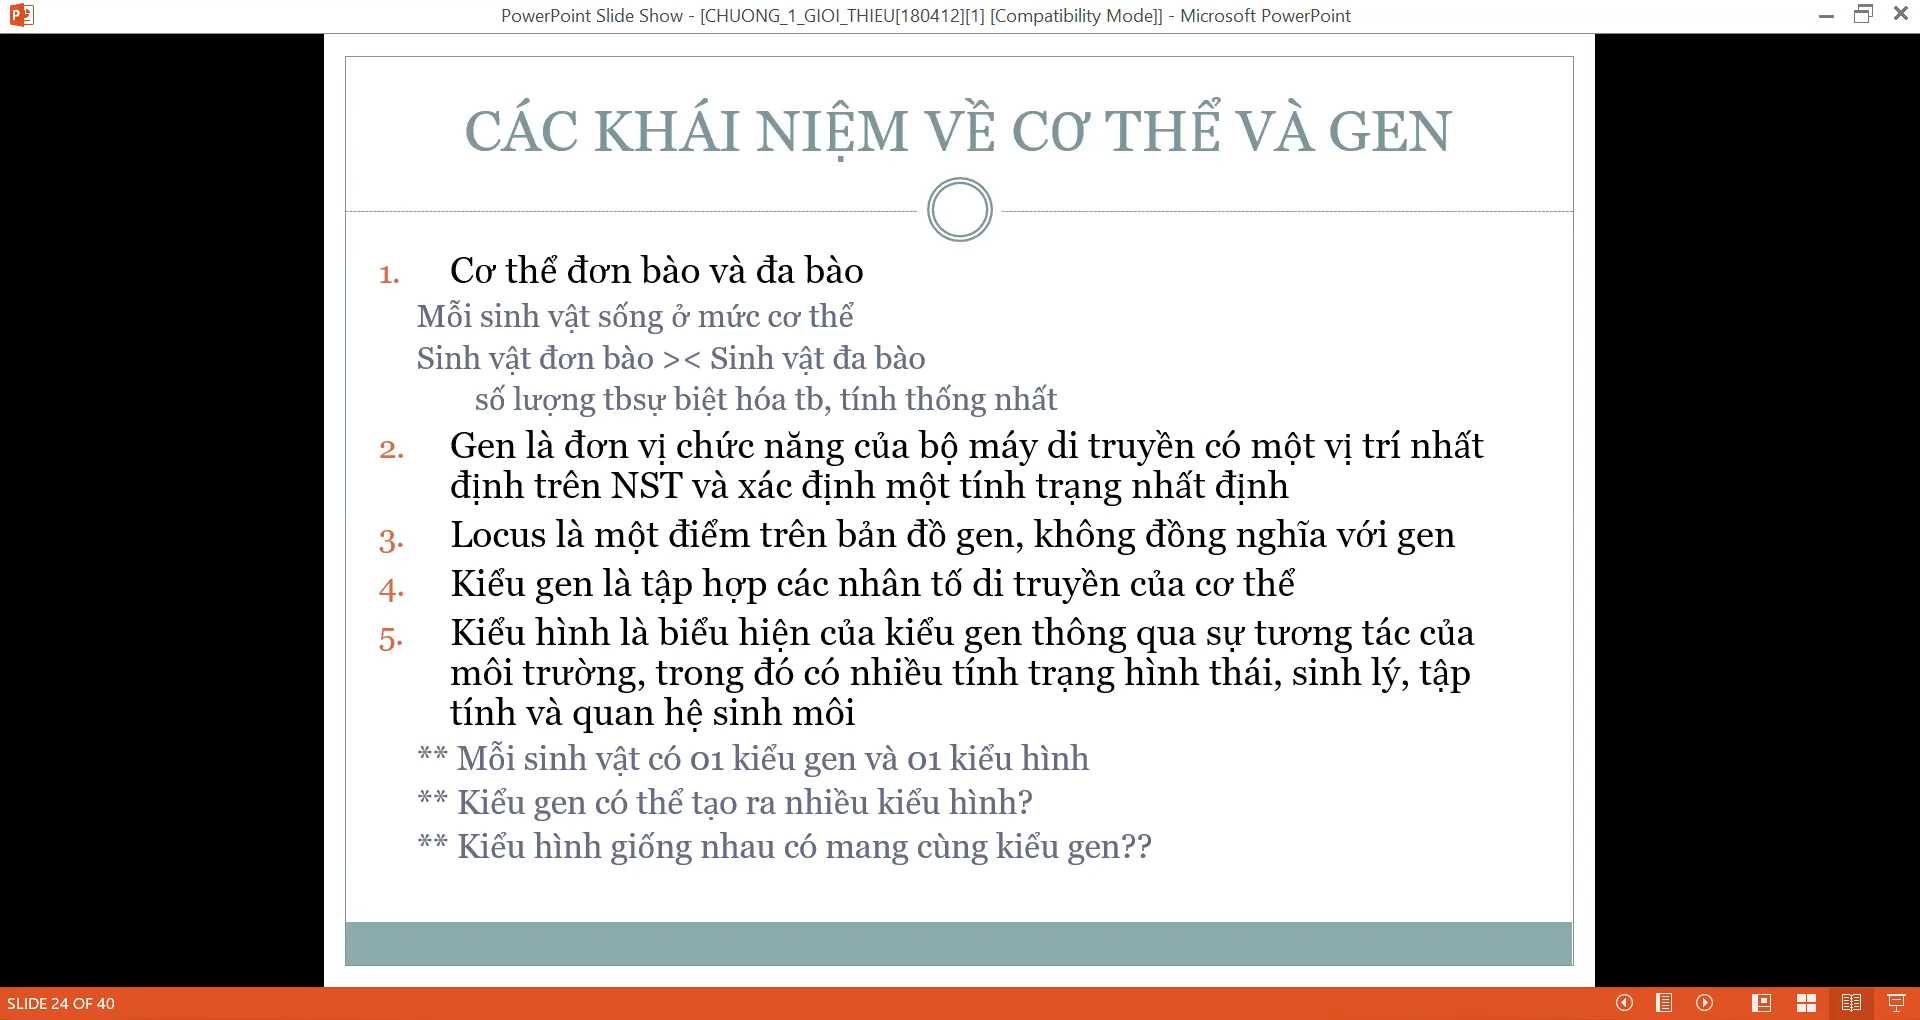 PowerPoint Slide Show - [CHUONG_1_GIOI_THIEU[180412][1] [Compatibility Mode]] - Microsoft PowerPoint
CÁC KHÁI NIỆM VỀ CƠ THỂ VÀ GEN
1. Cơ thể đơn bào và đa bào
Mỗi sinh vật sống ở mức cơ thể
Sinh vật đơn bào >< Sinh vật đa bào
số lượng tbsự biệt hóa tb, tính thống nhất
2. Gen là đơn vị chức năng của bộ máy di truyền có một vị trí nhất
định trên NST và xác định một tính trạng nhất định
3. Locus là một điểm trên bản đồ gen, không đồng nghĩa với gen
4. Kiểu gen là tập hợp các nhân tố di truyền của cơ thể
5. Kiểu hình là biểu hiện của kiểu gen thông qua sự tương tác của
môi trường, trong đó có nhiều tính trạng hình thái, sinh lý, tập
tính và quan hệ sinh môi
** Mỗi sinh vật có 01 kiểu gen và 01 kiểu hình
** Kiểu gen có thể tạo ra nhiều kiểu hình?
** Kiểu hình giống nhau có mang cùng kiểu gen??
SLIDE 24 OF 40